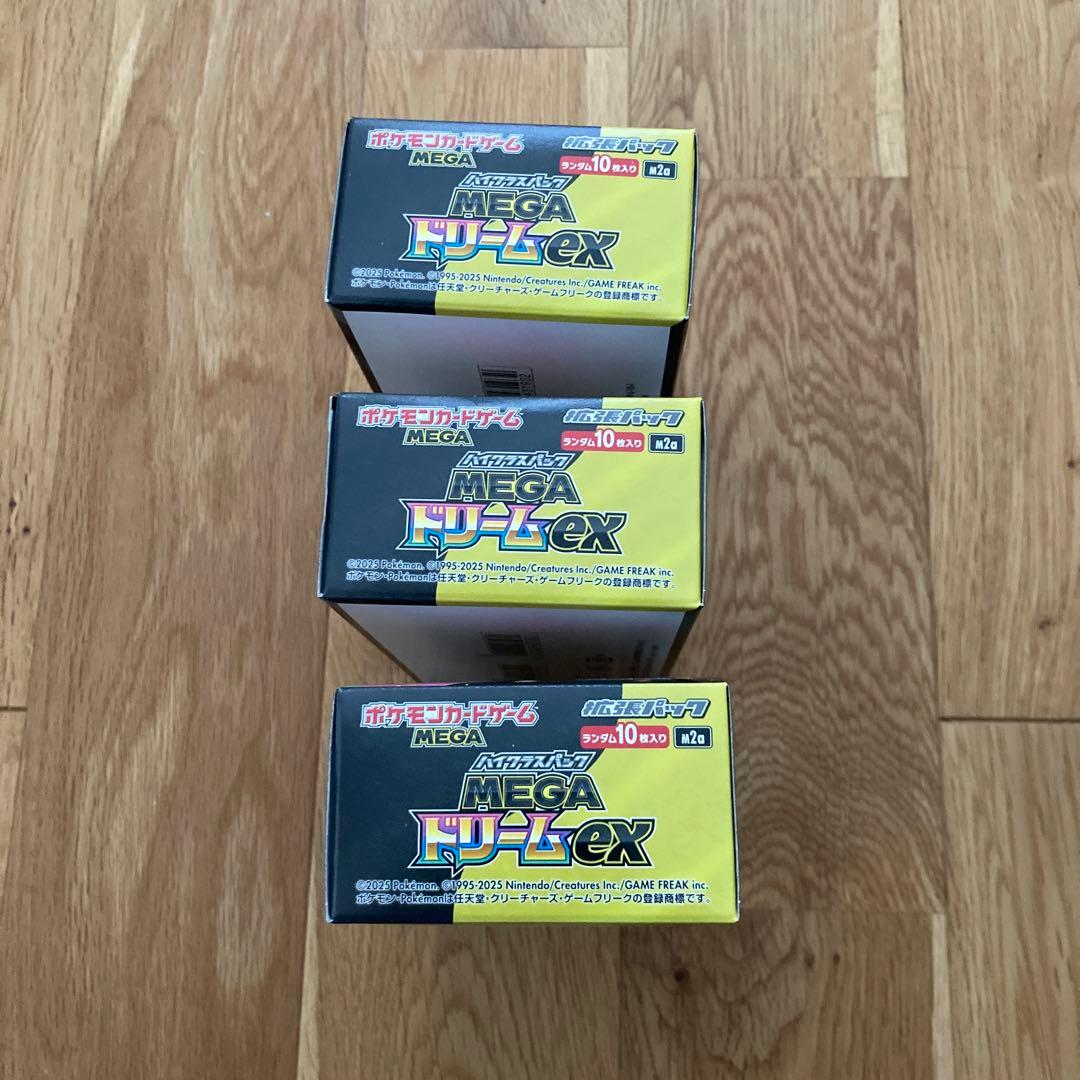 ポケモンカードゲーム
MEGA
拡張パック
ランダム10枚入り M2a
ハイクラスパック
MEGA
ドリームex
©2025 Pokémon. ©1995-2025 Nintendo/Creatures Inc./GAME FREAK inc.
ポケモン・Pokémonは任天堂・クリーチャーズ・ゲームフリークの登録商標です。
ポケモンカードゲーム
MEGA
拡張パック
ランダム10枚入り M2a
ハイクラスパック
MEGA
ドリームex
©2025 Pokémon. ©1995-2025 Nintendo/Creatures Inc./GAME FREAK inc.
ポケモン・Pokémonは任天堂・クリーチャーズ・ゲームフリークの登録商標です。
ポケモンカードゲーム
MEGA
拡張パック
ランダム10枚入り M2a
ハイクラスパック
MEGA
ドリームex
©2025 Pokémon. ©1995-2025 Nintendo/Creatures Inc./GAME FREAK inc.
ポケモン・Pokémonは任天堂・クリーチャーズ・ゲームフリークの登録商標です。